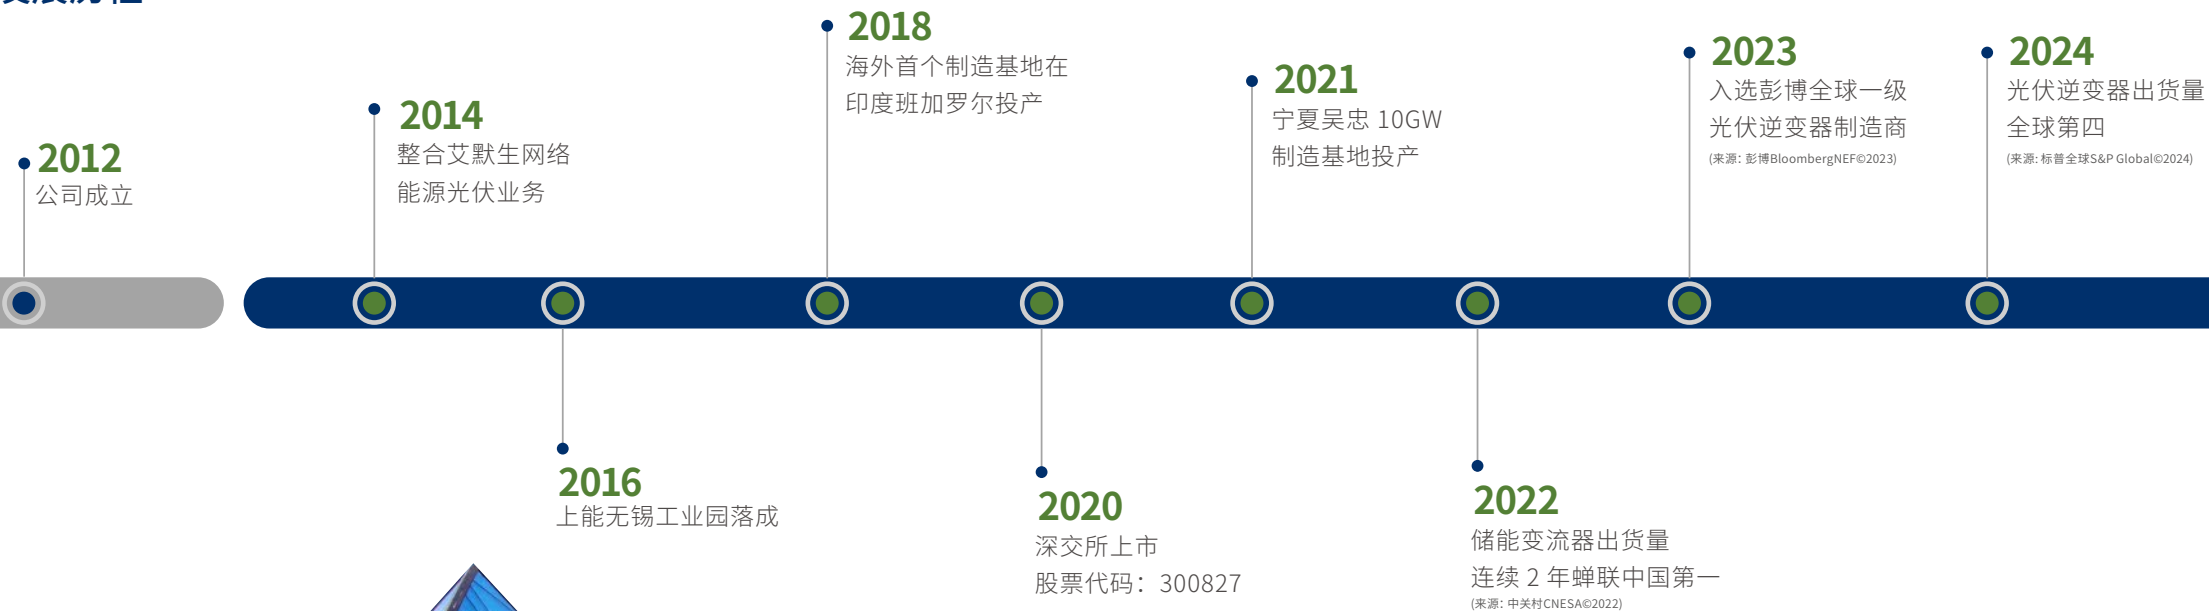 2012
公司成立
2014
整合艾默生网络
能源光伏业务
2016
上能无锡工业园落成
2018
海外首个制造基地在
印度班加罗尔投产
2020
深交所上市
股票代码：300827
2021
宁夏吴忠 10GW
制造基地投产
2022
储能变流器出货量
连续 2 年蝉联中国第一
(来源: 中关村CNESA©2022)
2023
入选彭博全球一级
光伏逆变器制造商
(来源: 彭博BloombergNEF©2023)
2024
光伏逆变器出货量
全球第四
(来源: 标普全球S&P Global©2024)